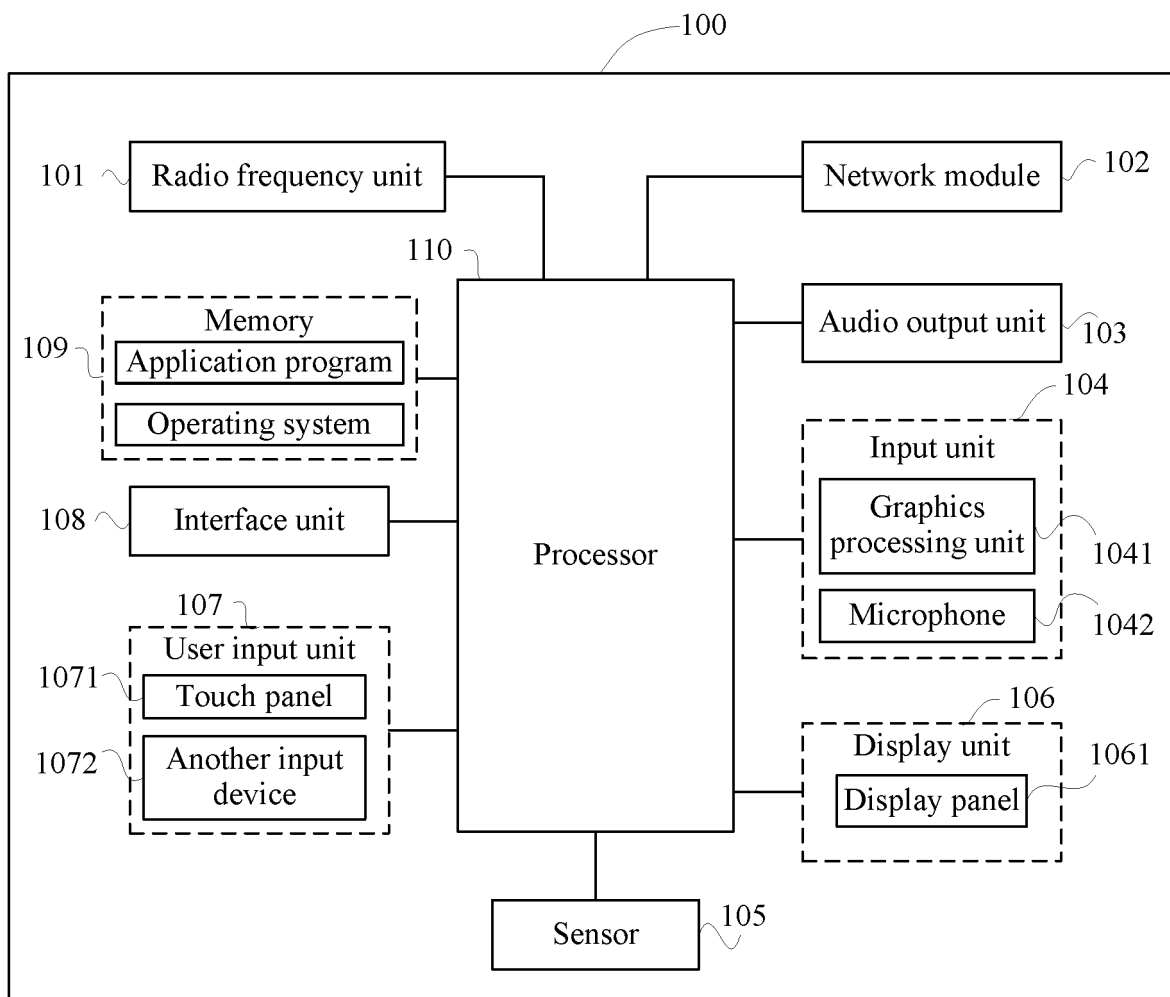 100
101
Radio frequency unit
Network module
102
110
Memory
109
Application program
Operating system
Audio output unit
103
104
Input unit
Graphics
processing unit
1041
Microphone
1042
108
Interface unit
Processor
107
User input unit
1071
Touch panel
1072
Another input
device
106
Display unit
1061
Display panel
Sensor
105